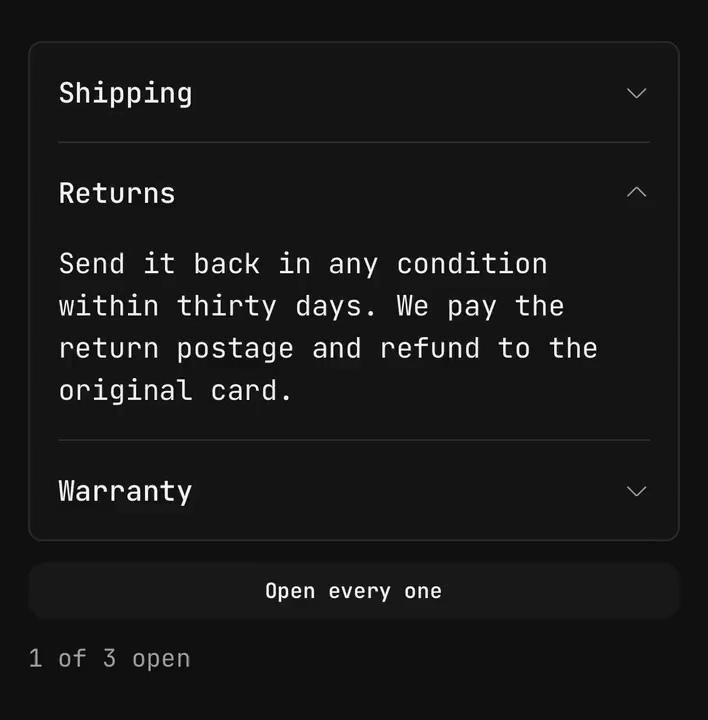 Shipping
Returns
Send it back in any condition
within thirty days. We pay the
return postage and refund to the
original card.
Warranty
Open every one
1 of 3 open